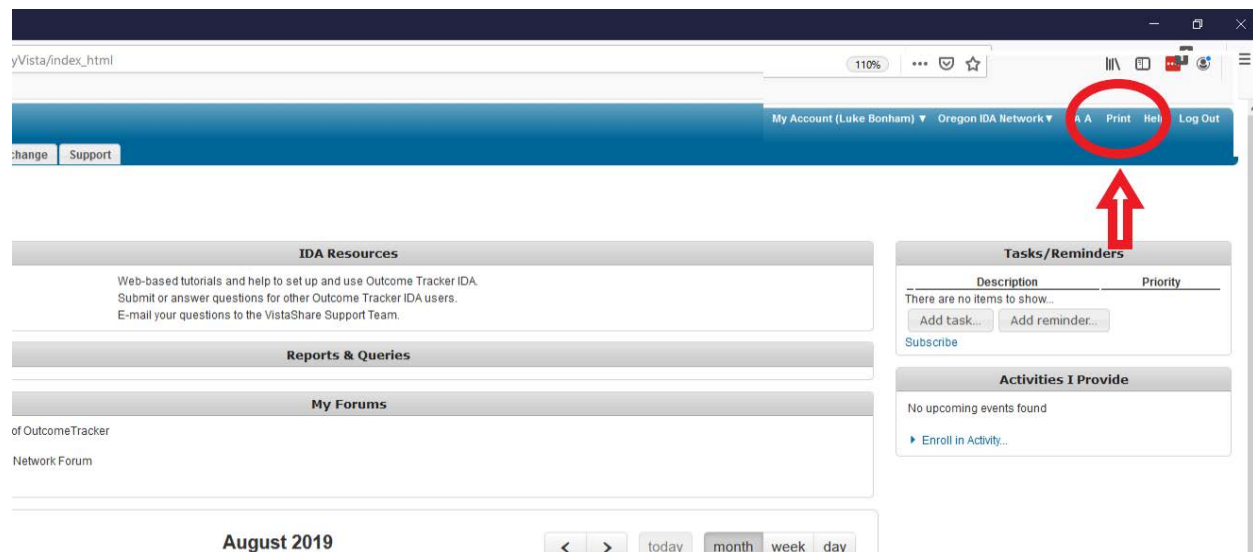 yVista/index_html
110%
My Account (Luke Bonham) ▼ Oregon IDA Network ▼ A A Print Help Log Out
change Support
IDA Resources
Web-based tutorials and help to set up and use Outcome Tracker IDA.
Submit or answer questions for other Outcome Tracker IDA users.
E-mail your questions to the VistaShare Support Team.
Reports & Queries
My Forums
of OutcomeTracker
Network Forum
August 2019
< > today month week day
Tasks/Reminders
Description Priority
There are no items to show...
Add task... Add reminder...
Subscribe
Activities I Provide
No upcoming events found
Enroll in Activity...